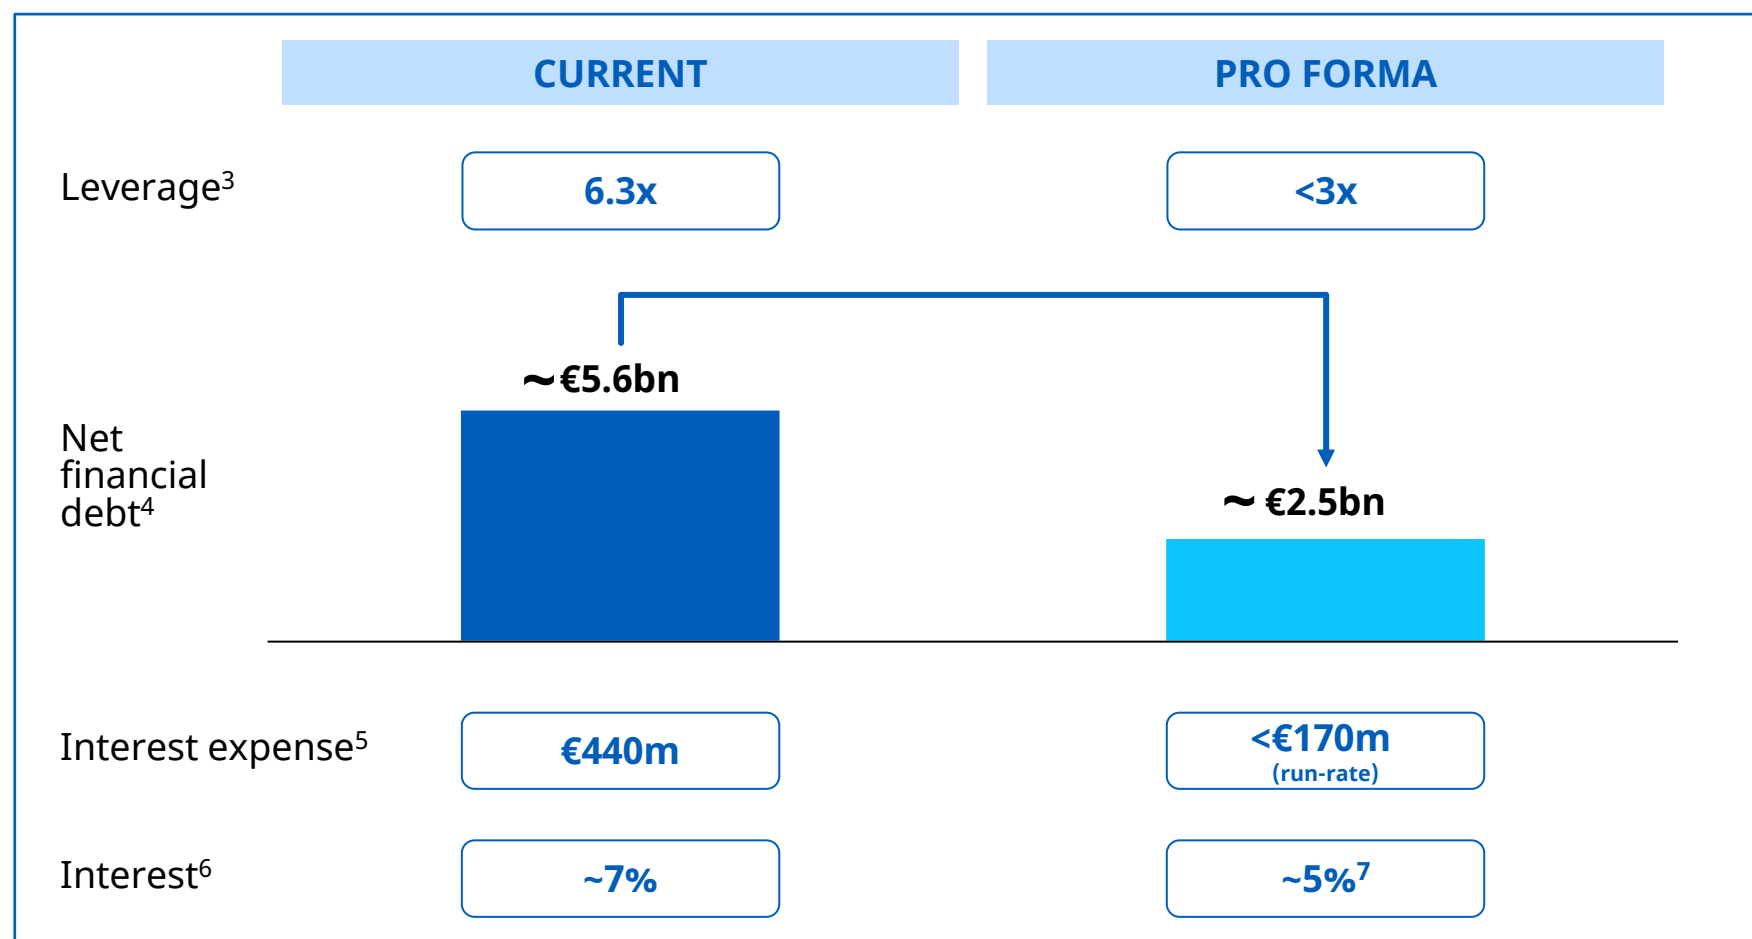 CURRENT
PRO FORMA
Leverage³
6.3x
<3x
~€5.6bn
~ €2.5bn
Net
financial
debt⁴
Interest expense⁵
€440m
<€170m
(run-rate)
Interest⁶
~7%
~5%⁷